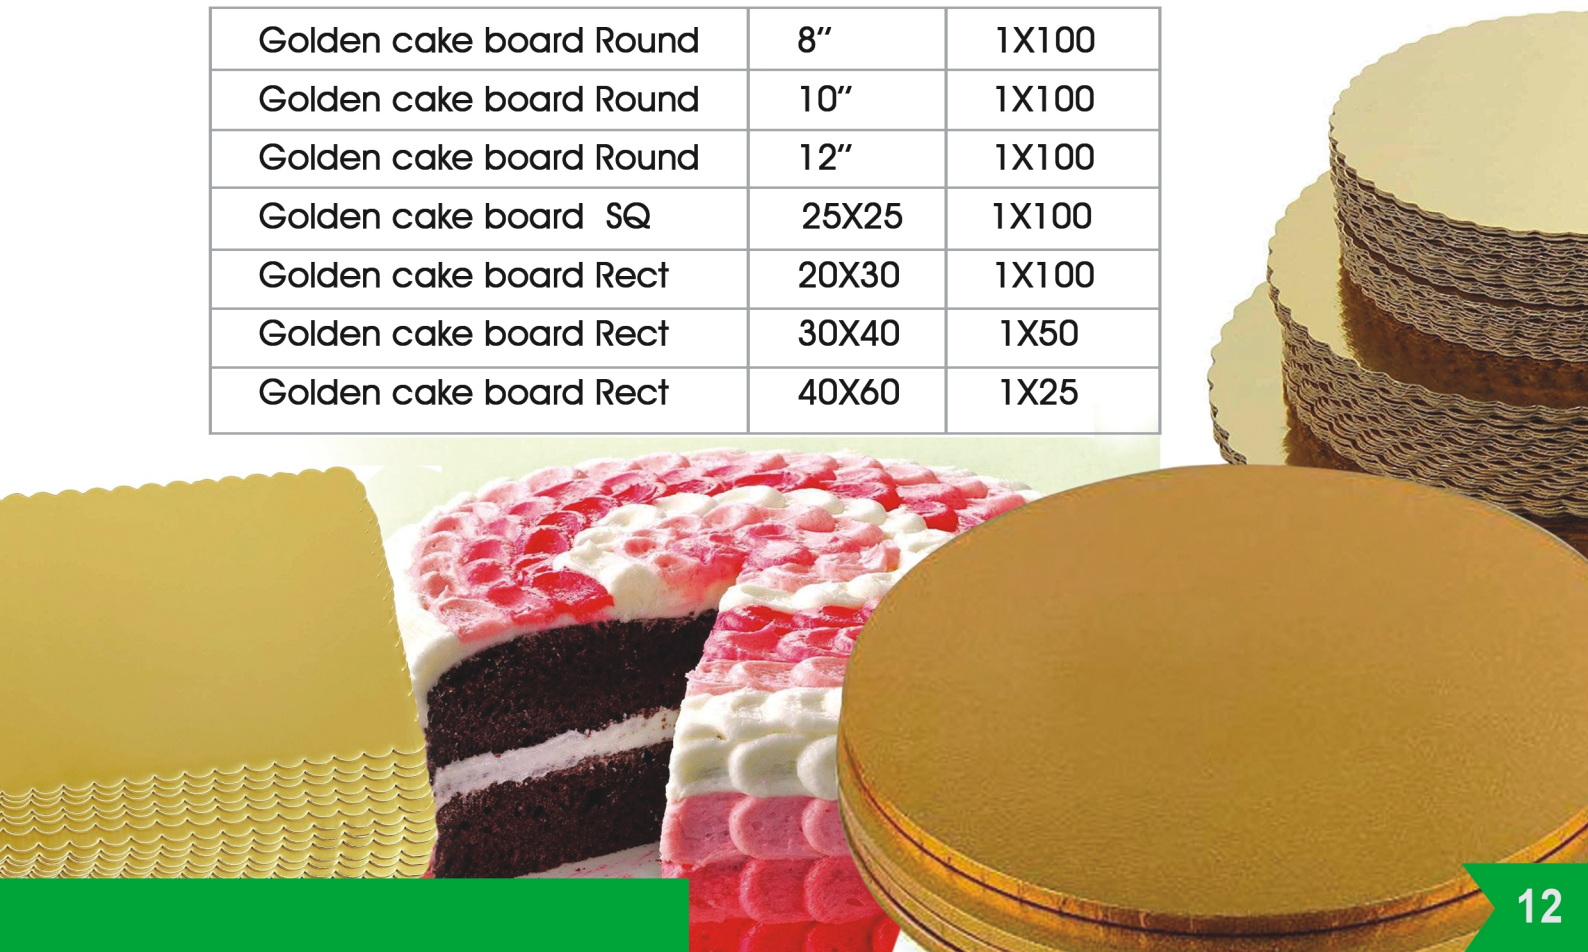 Golden cake board Round 8” 1X100
Golden cake board Round 10” 1X100
Golden cake board Round 12” 1X100
Golden cake board SQ 25X25 1X100
Golden cake board Rect 20X30 1X100
Golden cake board Rect 30X40 1X50
Golden cake board Rect 40X60 1X25
12